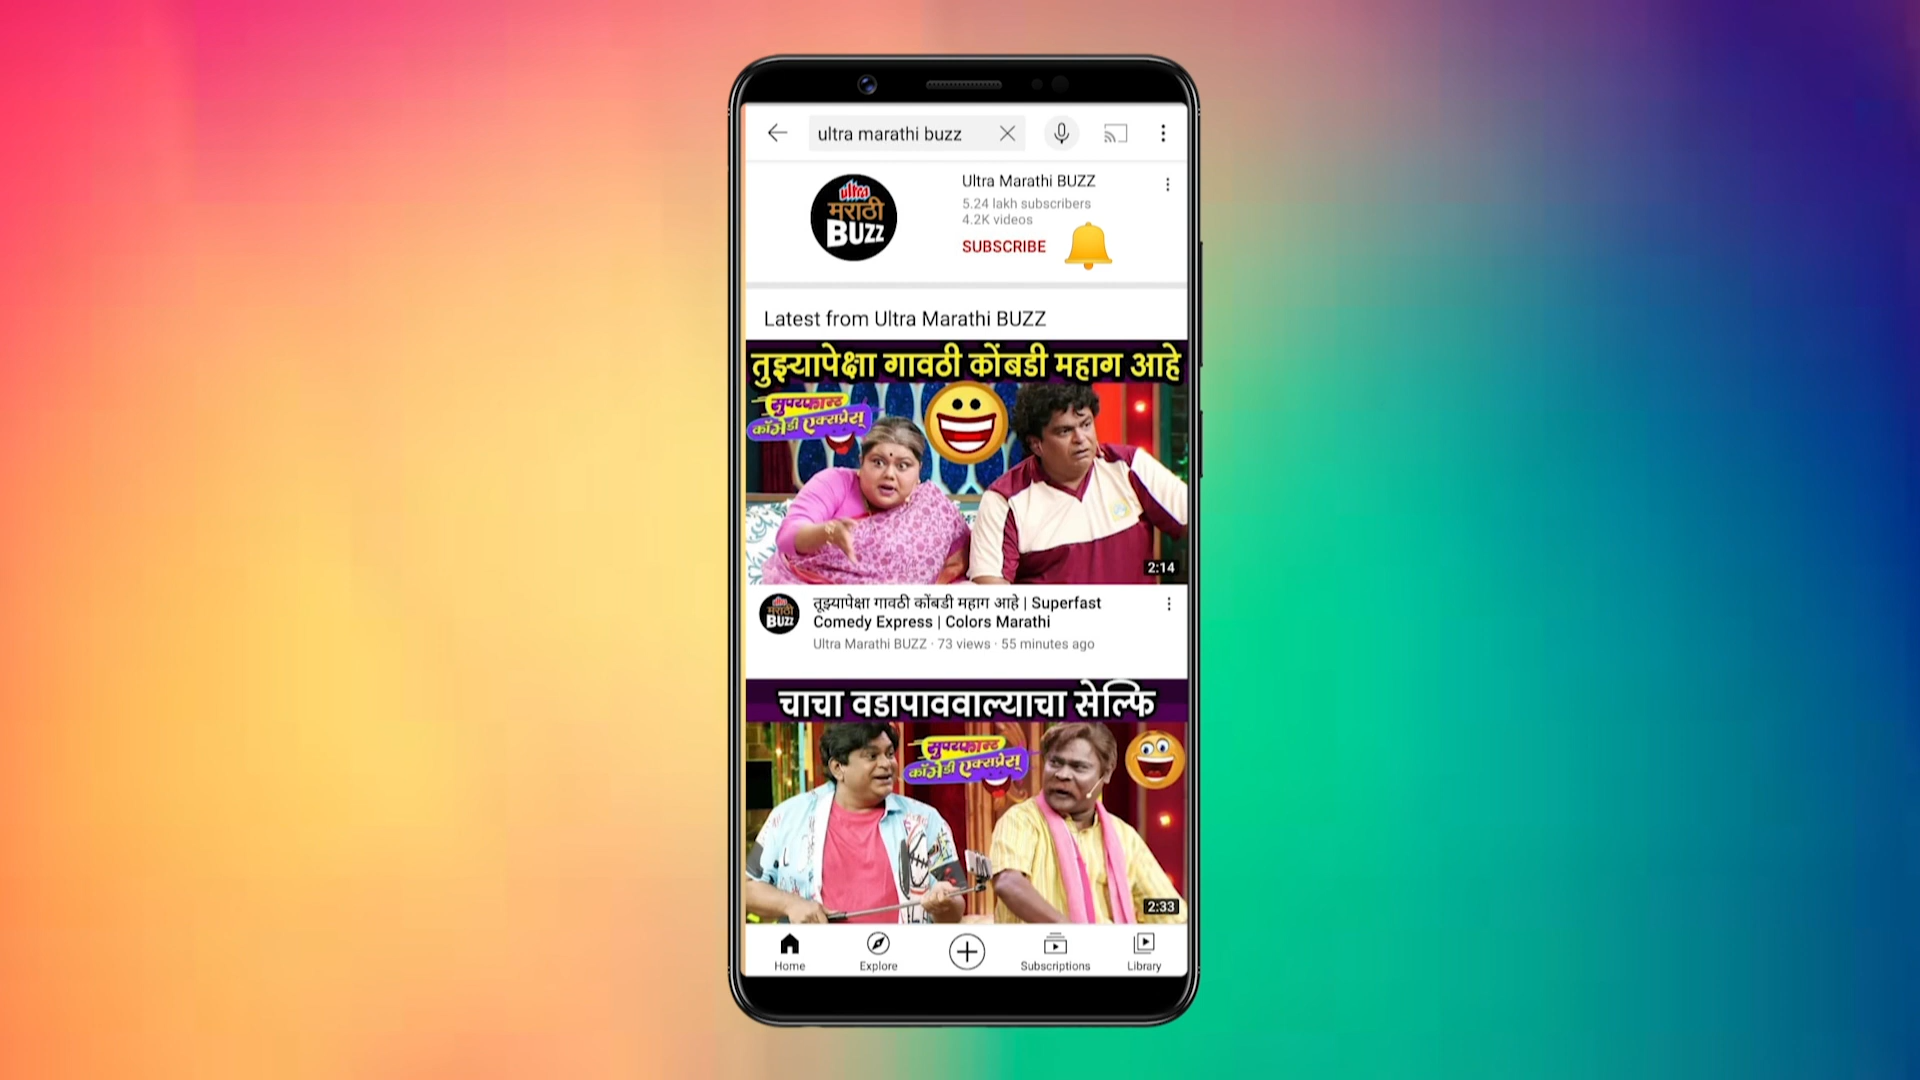 ultra marathi buzz
ultra
मराठी
BUZZ
Ultra Marathi BUZZ
5.24 lakh subscribers
4.2K videos
SUBSCRIBE
Latest from Ultra Marathi BUZZ
तुझ्यापेक्षा गावठी कोंबडी महाग आहे
सुपरफास्ट
कॉमेडी एक्सप्रेस्
2:14
ultra
मराठी
BUZZ
तूझ्यापेक्षा गावठी कोंबडी महाग आहे | Superfast
Comedy Express | Colors Marathi
Ultra Marathi BUZZ · 73 views · 55 minutes ago
चाचा वडापाववाल्याचा सेल्फि
सुपरफास्ट
कॉमेडी एक्सप्रेस्
2:33
Home
Explore
Subscriptions
Library